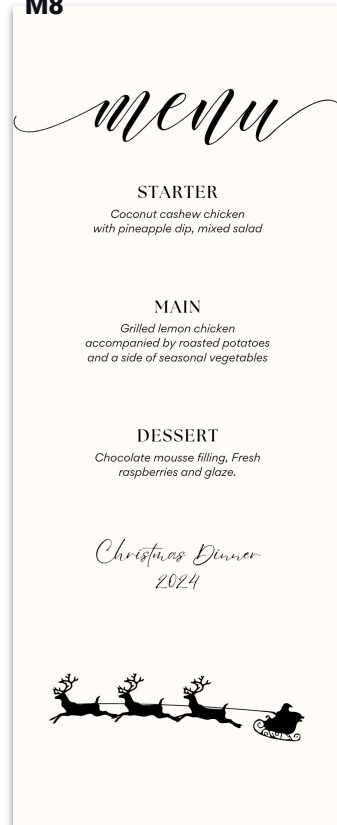 M8
menu
STARTER
Coconut cashew chicken
with pineapple dip, mixed salad
MAIN
Grilled lemon chicken
accompanied by roasted potatoes
and a side of seasonal vegetables
DESSERT
Chocolate mousse filling, Fresh
raspberries and glaze.
Christmas Dinner
2024